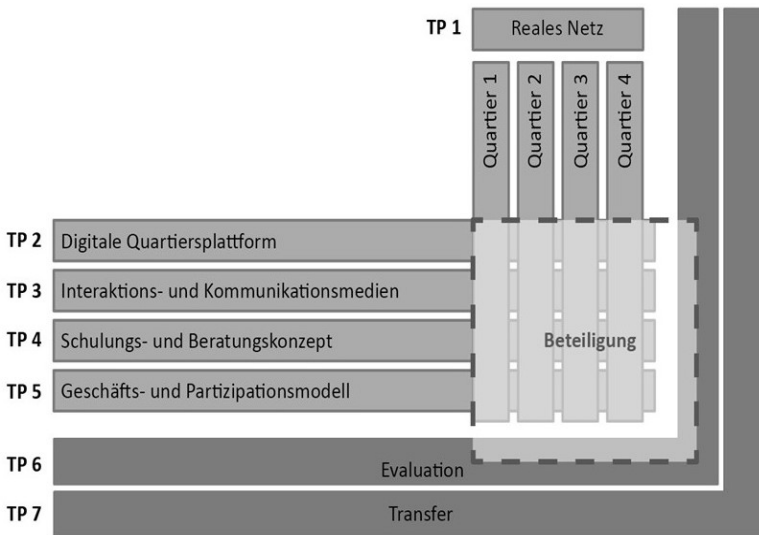 TP 1 Reales Netz
Quartier 1
Quartier 2
Quartier 3
Quartier 4
TP 2 Digitale Quartiersplattform
TP 3 Interaktions- und Kommunikationsmedien
TP 4 Schulungs- und Beratungskonzept
Beteiligung
TP 5 Geschäfts- und Partizipationsmodell
TP 6 Evaluation
TP 7 Transfer